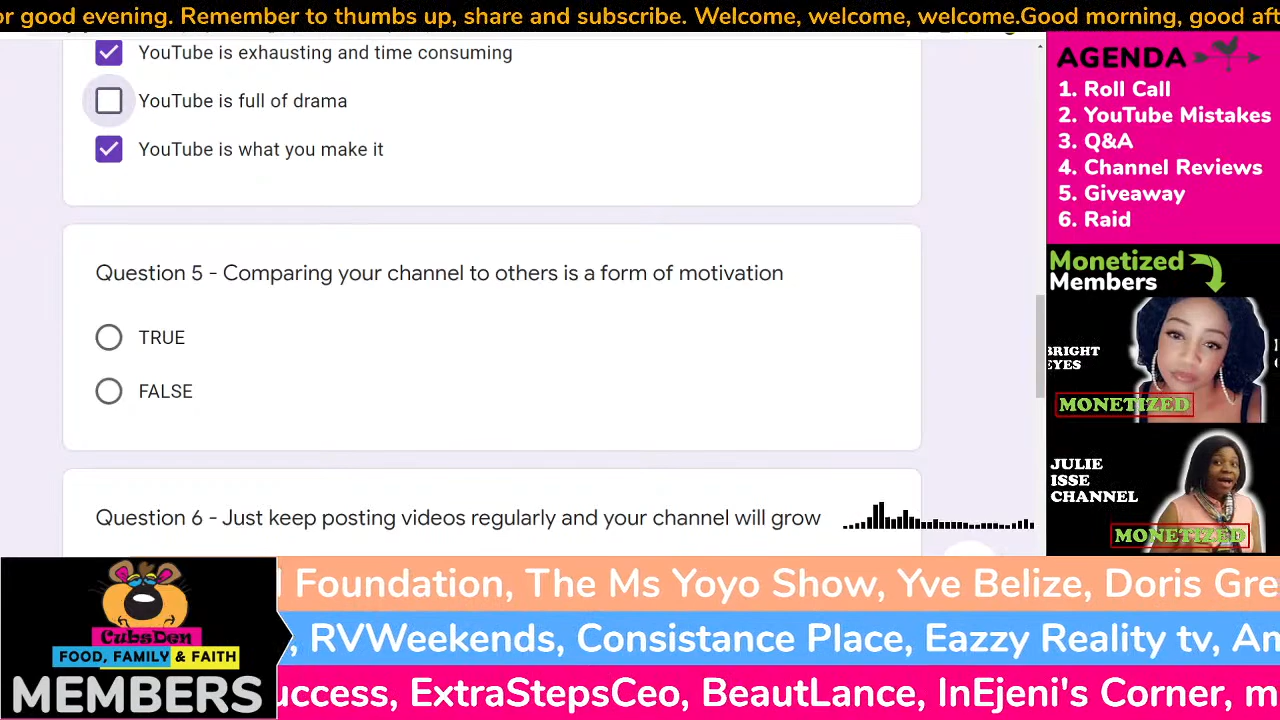 or good evening. Remember to thumbs up, share and subscribe. Welcome, welcome, welcome.Good morning, good aft
YouTube is exhausting and time consuming
YouTube is full of drama
YouTube is what you make it
Question 5 - Comparing your channel to others is a form of motivation
TRUE
FALSE
Question 6 - Just keep posting videos regularly and your channel will grow
AGENDA
1. Roll Call
2. YouTube Mistakes
3. Q&A
4. Channel Reviews
5. Giveaway
6. Raid
Monetized
Members
BRIGHT
EYES
MONETIZED
JULIE
ISSE
CHANNEL
MONETIZED
CubsDen
FOOD, FAMILY & FAITH
MEMBERS
Foundation, The Ms Yoyo Show, Yve Belize, Doris Gre
, RVWeekends, Consistance Place, Eazzy Reality tv, Am
uccess, ExtraStepsCeo, BeautLance, InEjeni's Corner, m